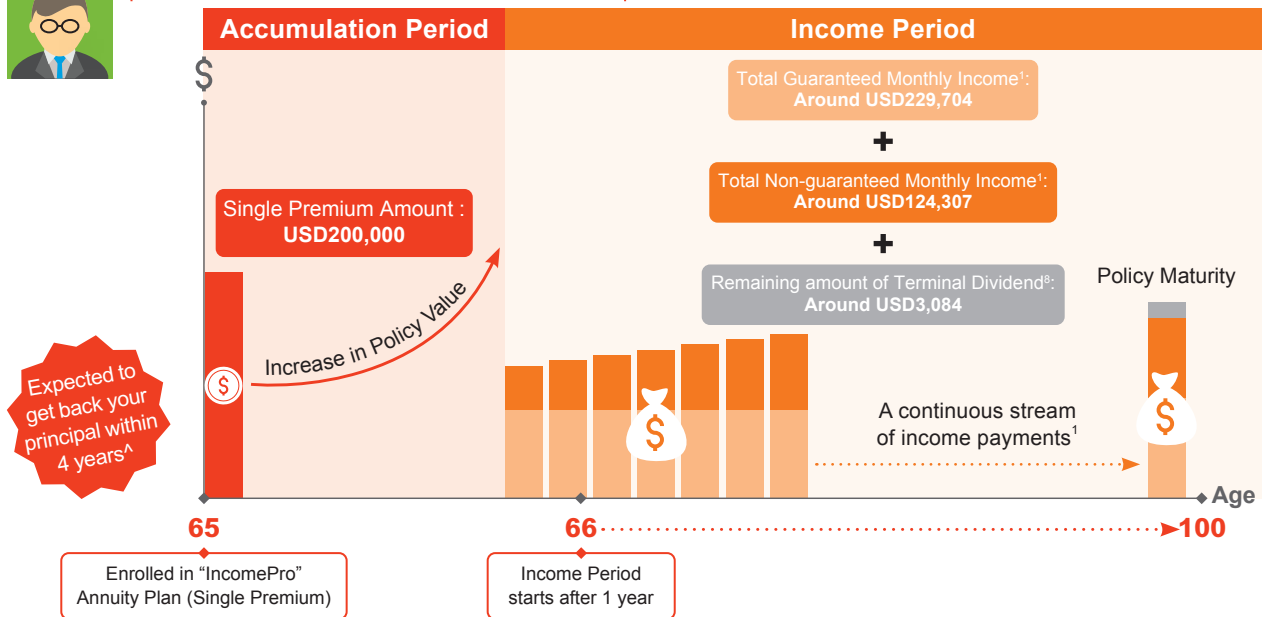 Accumulation Period
Income Period
$
Total Guaranteed Monthly Income¹:
Around USD229,704
+
Total Non-guaranteed Monthly Income¹:
Around USD124,307
+
Remaining amount of Terminal Dividend⁸:
Around USD3,084
Single Premium Amount :
USD200,000
Increase in Policy Value
$
Expected to
get back your
principal within
4 years^
$
A continuous stream
of income payments¹
Policy Maturity
$
Age
65
66
100
Enrolled in “IncomePro”
Annuity Plan (Single Premium)
Income Period
starts after 1 year